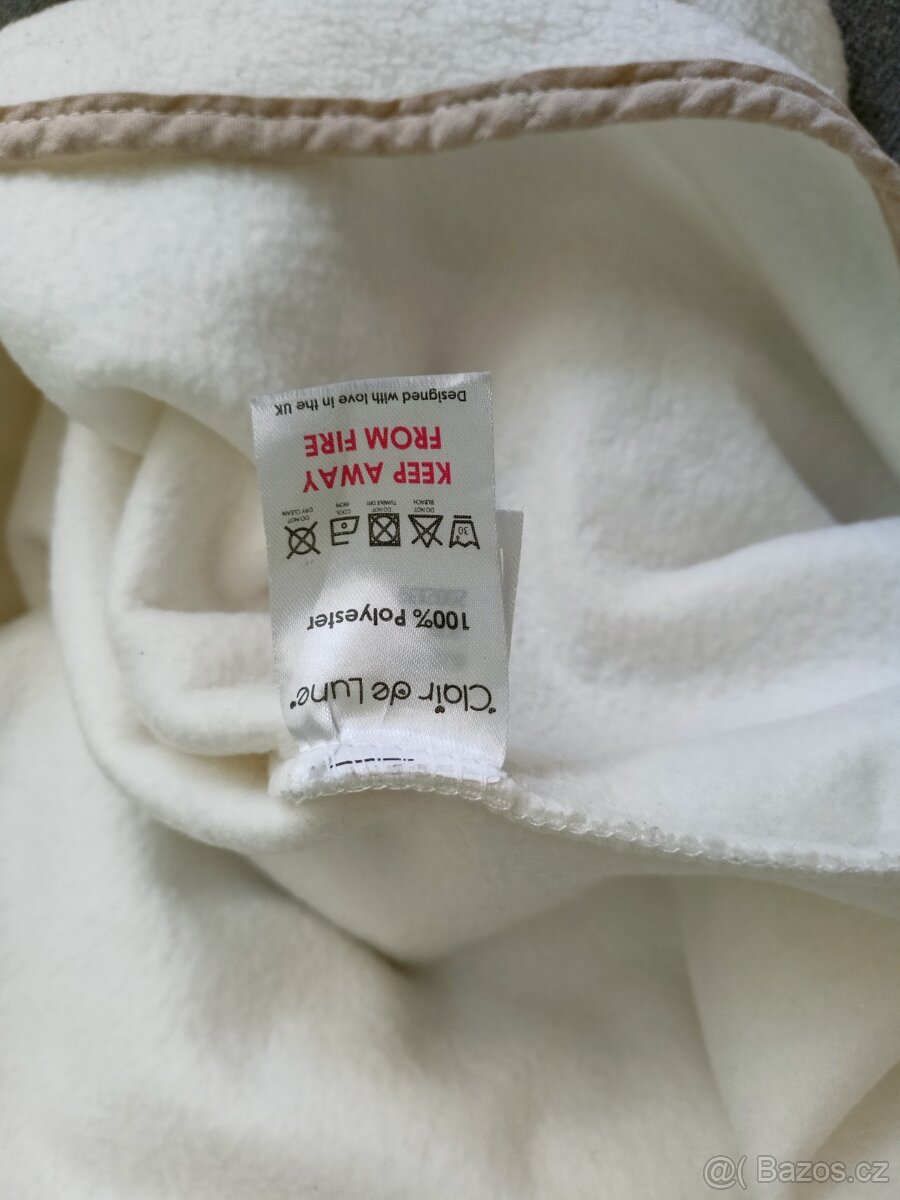 Clair de Lune
100% Polyester
30°
DO NOT BLEACH
DO NOT TUMBLE DRY
COOL IRON
DO NOT DRY CLEAN
KEEP AWAY
FROM FIRE
Designed with love in the UK
@( Bazos.cz